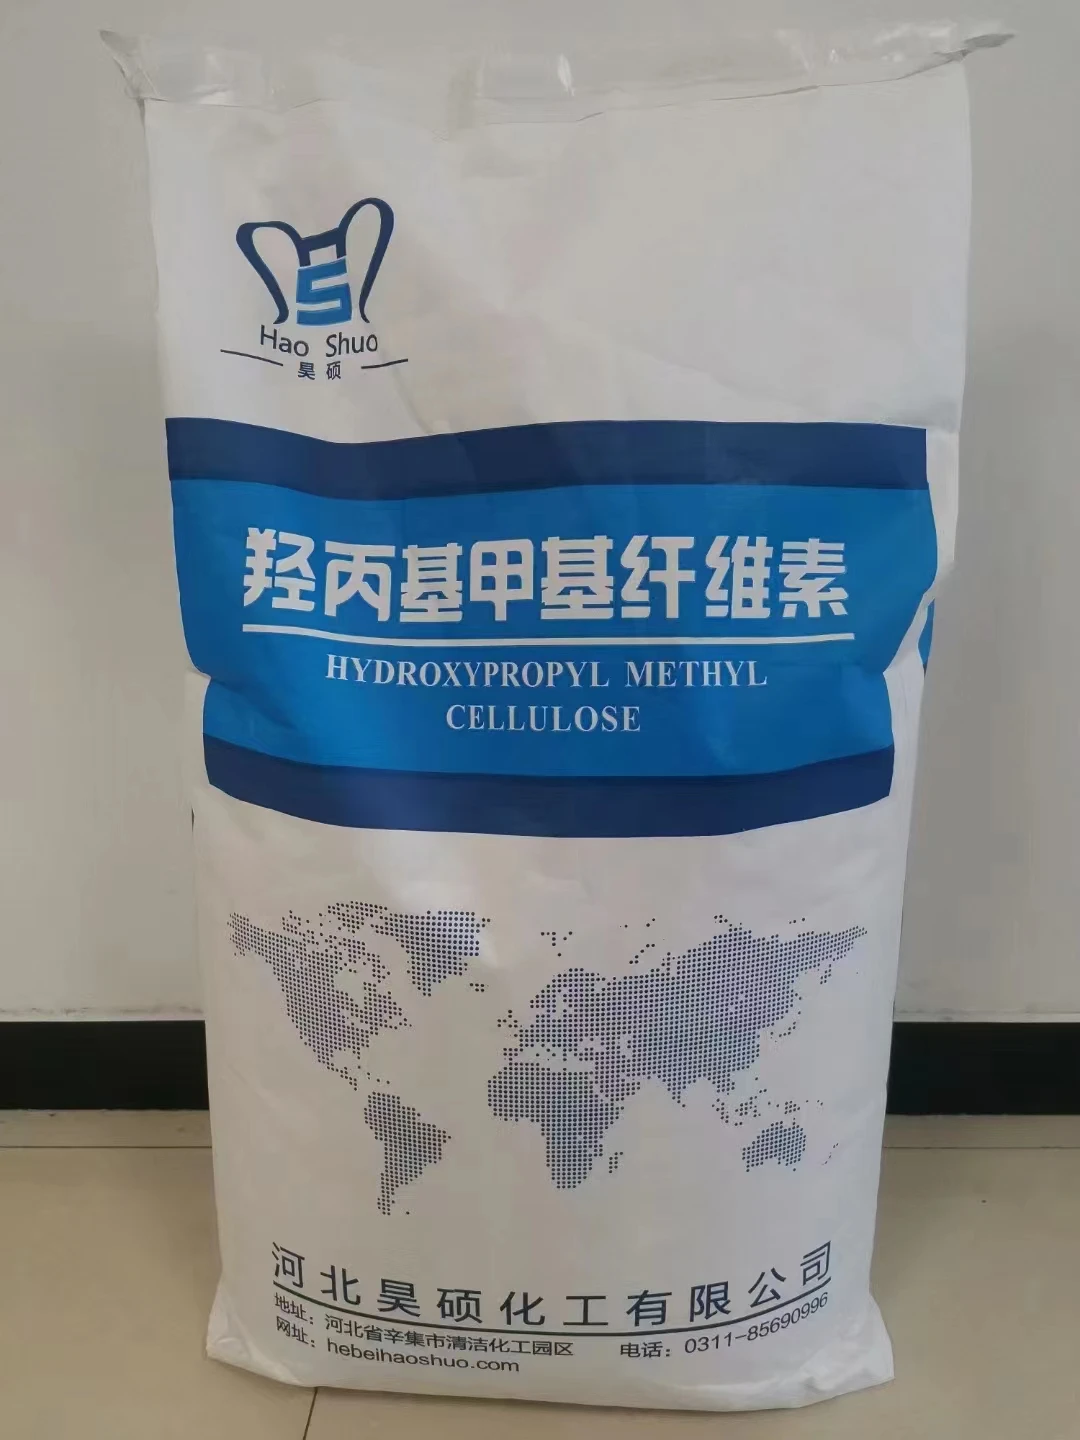 Hao Shuo
昊硕
羟丙基甲基纤维素
HYDROXYPROPYL METHYL
CELLULOSE
河北昊硕化工有限公司
地址：河北省辛集市清洁化工园区 电话：0311-85690996
网址：hebeihaoshuo.com